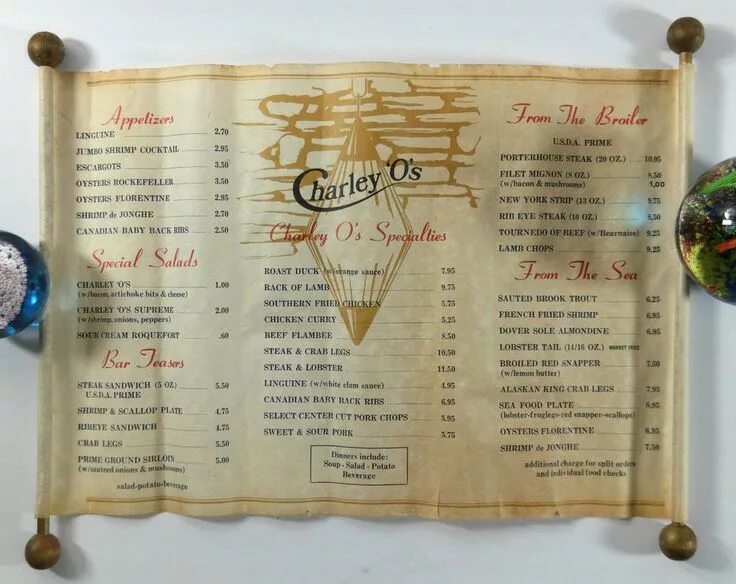 Charley 'O's
Appetizers
LINGUINE 2.70
JUMBO SHRIMP COCKTAIL 2.95
ESCARGOTS 3.50
OYSTERS ROCKEFELLER 3.50
OYSTERS FLORENTINE 2.95
SHRIMP de JONGHE 2.70
CANADIAN BABY BACK RIBS 2.50
Special Salads
CHARLEY 'O'S 1.00
(w/bacon, artichoke bits & cheese)
CHARLEY 'O'S SUPREME 2.00
(w/shrimp, onions, peppers)
SOUR CREAM ROQUEFORT .60
Bar Teasers
STEAK SANDWICH (5 OZ) 5.50
U.S.D.A. PRIME
SHRIMP & SCALLOP PLATE 4.75
RIBEYE SANDWICH 4.75
CRAB LEGS 5.50
PRIME GROUND SIRLOIN 5.00
(w/sauteed onions & mushrooms)
salad-potato-beverage
Charley O's Specialties
ROAST DUCK (w/orange sauce) 7.95
RACK OF LAMB 9.75
SOUTHERN FRIED CHICKEN 5.75
CHICKEN CURRY 5.25
BEEF FLAMBEE 8.50
STEAK & CRAB LEGS 10.50
STEAK & LOBSTER 11.50
LINGUINE (w/white clam sauce) 4.95
CANADIAN BABY BACK RIBS 6.95
SELECT CENTER CUT PORK CHOPS 5.95
SWEET & SOUR PORK 5.75
Dinners include:
Soup - Salad - Potato
Beverage
From The Broiler
U.S.D.A. PRIME
PORTERHOUSE STEAK (20 OZ.) 10.95
FILET MIGNON (8 OZ.) 8.50
(w/bacon & mushrooms) 1.00
NEW YORK STRIP (13 OZ.) 9.75
RIB EYE STEAK (10 OZ.) 8.50
TOURNEDO OF BEEF (w/Bearnaise) 9.25
LAMB CHOPS 9.25
From The Sea
SAUTED BROOK TROUT 6.25
FRENCH FRIED SHRIMP 6.95
DOVER SOLE ALMONDINE 6.95
LOBSTER TAIL (14/16 OZ.) MARKET PRICE
BROILED RED SNAPPER 7.50
(w/lemon butter)
ALASKAN KING CRAB LEGS 7.95
SEA FOOD PLATE 8.95
(lobster-froglegs-red snapper-scallops)
OYSTERS FLORENTINE 6.95
SHRIMP de JONGHE 7.50
additional charge for split orders
and individual food checks